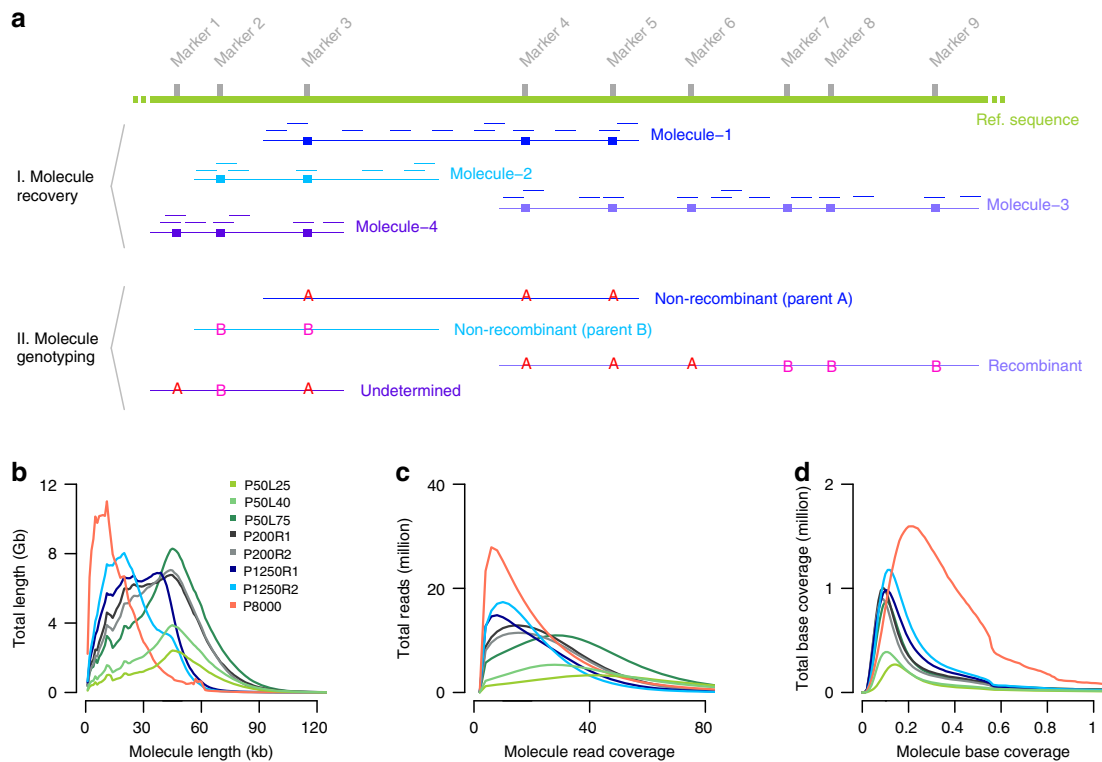 a
Marker 1
Marker 2
Marker 3
Marker 4
Marker 5
Marker 6
Marker 7
Marker 8
Marker 9
Ref. sequence
I. Molecule
recovery
Molecule−1
Molecule−2
Molecule−3
Molecule−4
II. Molecule
genotyping
A A A Non-recombinant (parent A)
B B Non-recombinant (parent B)
A A A B B B Recombinant
A B A Undetermined
b
Total length (Gb)
12
8
4
0
0 30 60 90 120
Molecule length (kb)
P50L25
P50L40
P50L75
P200R1
P200R2
P1250R1
P1250R2
P8000
c
Total reads (million)
40
20
0
0 40 80
Molecule read coverage
d
Total base coverage (million)
2
1
0
0 0.2 0.4 0.6 0.8 1
Molecule base coverage